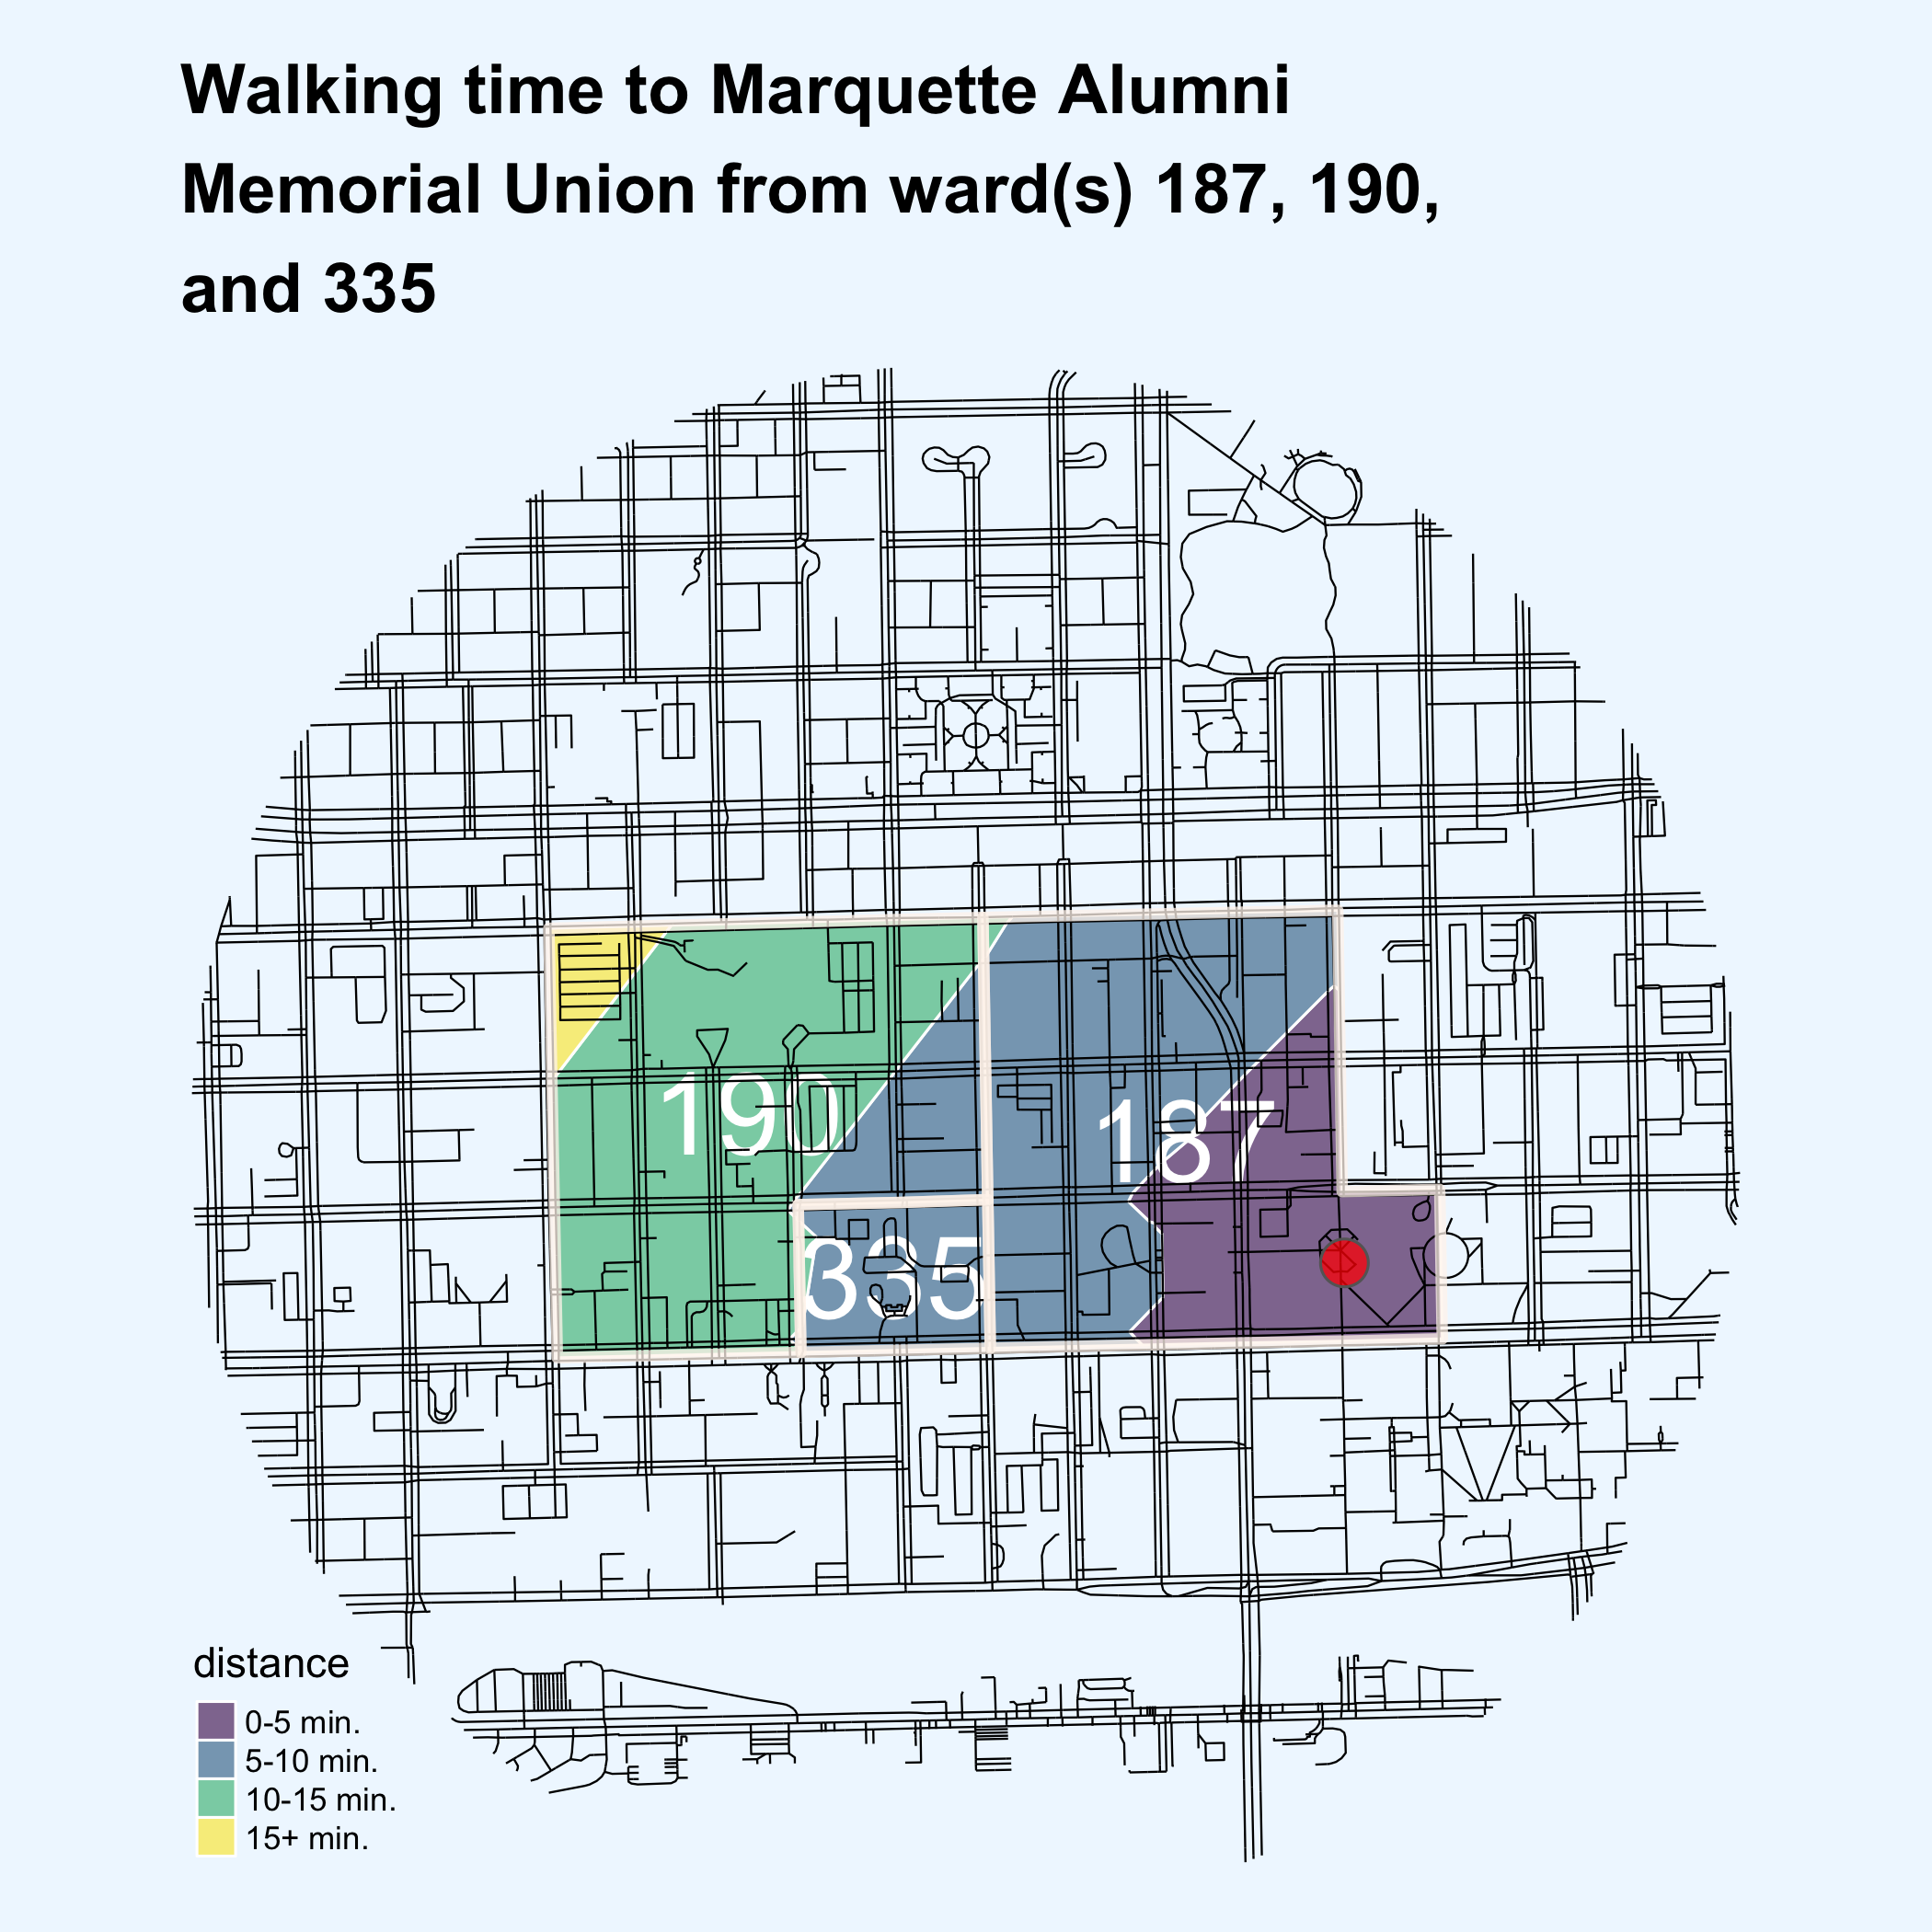 Walking time to Marquette Alumni
Memorial Union from ward(s) 187, 190,
and 335
190
187
335
distance
0-5 min.
5-10 min.
10-15 min.
15+ min.